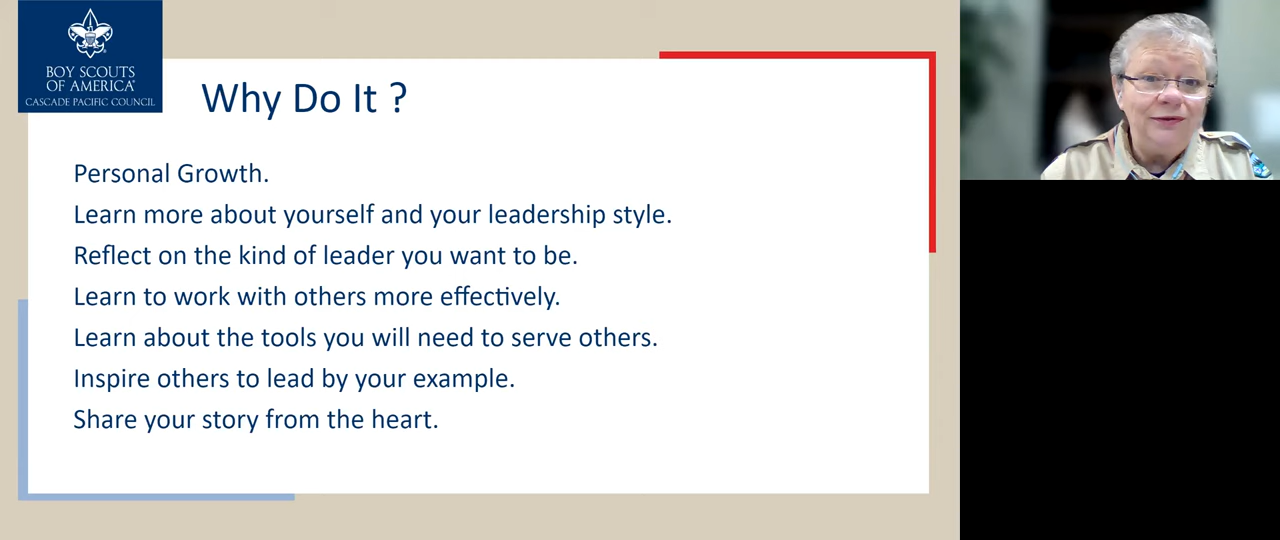 BOY SCOUTS
OF AMERICA®
CASCADE PACIFIC COUNCIL
Why Do It ?
Personal Growth.
Learn more about yourself and your leadership style.
Reflect on the kind of leader you want to be.
Learn to work with others more effectively.
Learn about the tools you will need to serve others.
Inspire others to lead by your example.
Share your story from the heart.